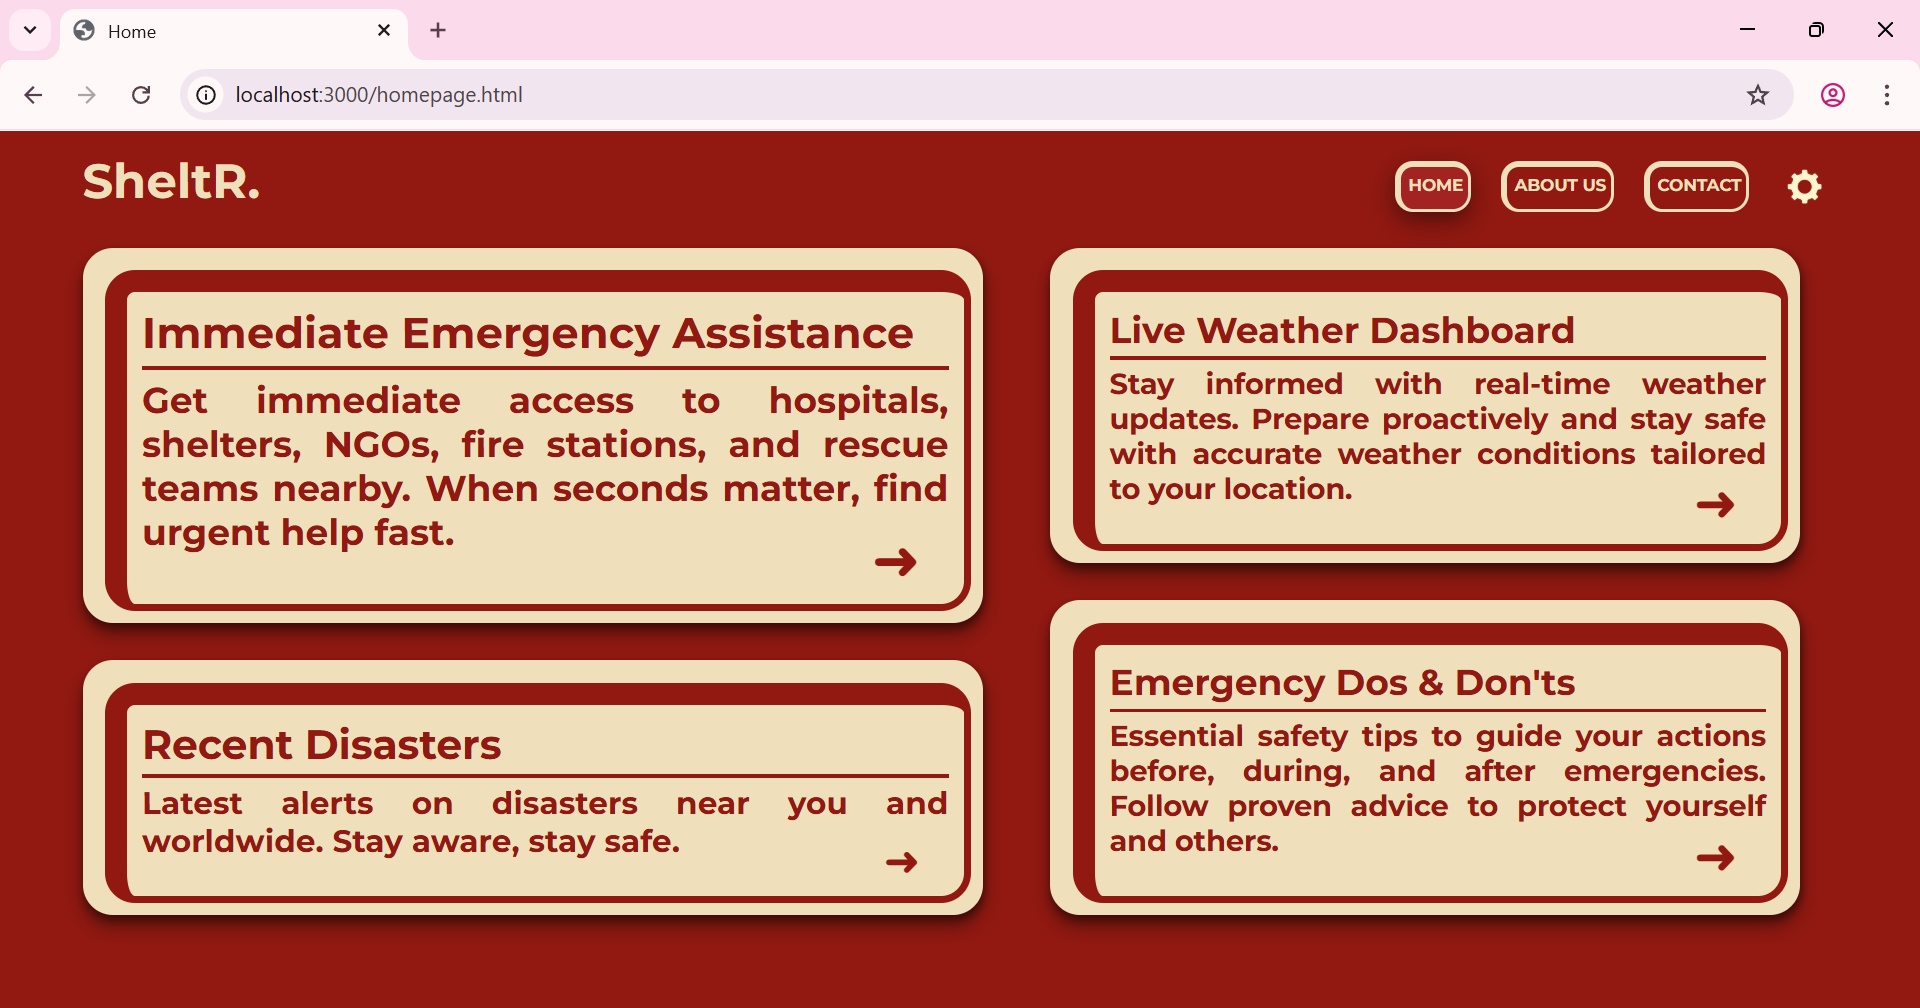 Home
localhost:3000/homepage.html
SheltR.
HOME
ABOUT US
CONTACT
Immediate Emergency Assistance
Get immediate access to hospitals,
shelters, NGOs, fire stations, and rescue
teams nearby. When seconds matter, find
urgent help fast.
Recent Disasters
Latest alerts on disasters near you and
worldwide. Stay aware, stay safe.
Live Weather Dashboard
Stay informed with real-time weather
updates. Prepare proactively and stay safe
with accurate weather conditions tailored
to your location.
Emergency Dos & Don'ts
Essential safety tips to guide your actions
before, during, and after emergencies.
Follow proven advice to protect yourself
and others.